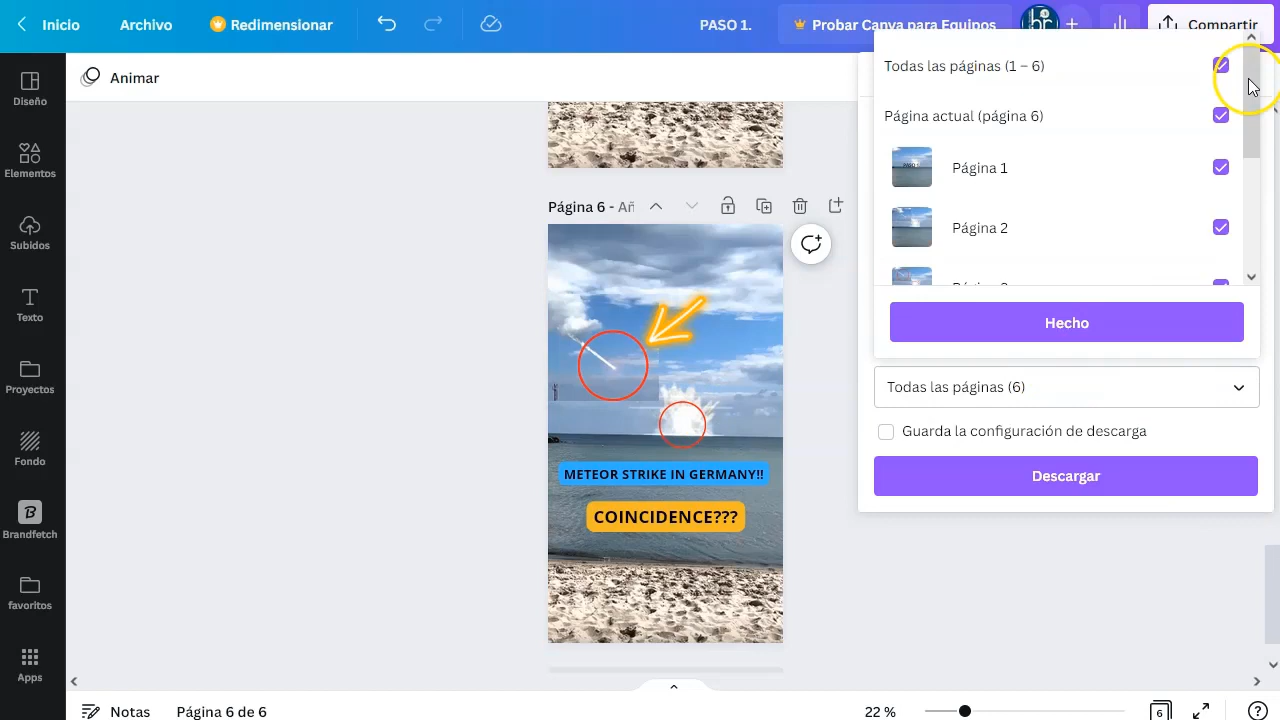 Inicio
Archivo
Redimensionar
PASO 1.
Probar Canva para Equipos
Compartir
Diseño
Elementos
Subidos
Texto
Proyectos
Fondo
Brandfetch
favoritos
Apps
Animar
Página 6 - Añ
METEOR STRIKE IN GERMANY!!
COINCIDENCE???
Todas las páginas (1 – 6)
Página actual (página 6)
Página 1
Página 2
Hecho
Todas las páginas (6)
Guarda la configuración de descarga
Descargar
Notas
Página 6 de 6
22 %
6